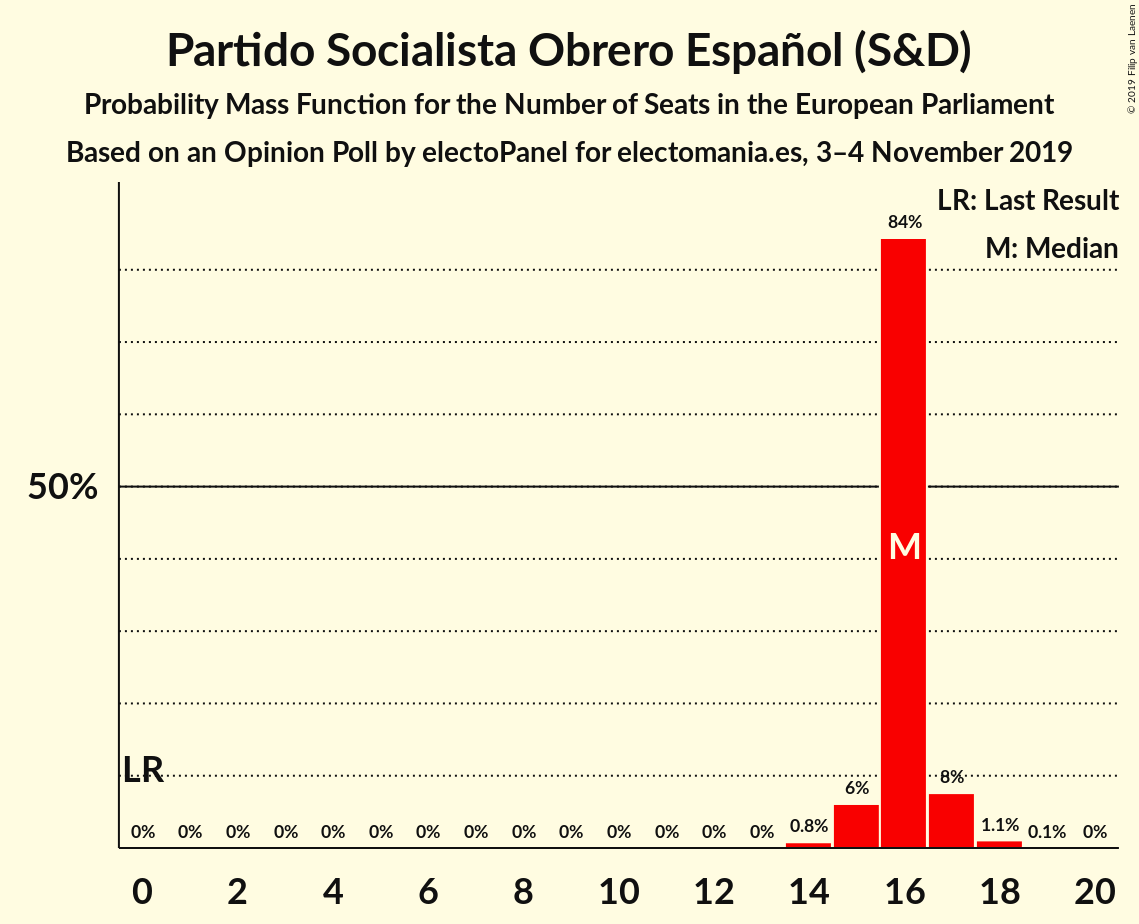 Partido Socialista Obrero Español (S&D)
Probability Mass Function for the Number of Seats in the European Parliament
Based on an Opinion Poll by electoPanel for electomania.es, 3–4 November 2019
© 2019 Filip van Laenen
LR: Last Result
M: Median
84%
50%
M
LR
0% 0% 0% 0% 0% 0% 0% 0% 0% 0% 0% 0% 0% 0% 0.8% 6% 8% 1.1% 0.1% 0%
0 2 4 6 8 10 12 14 16 18 20